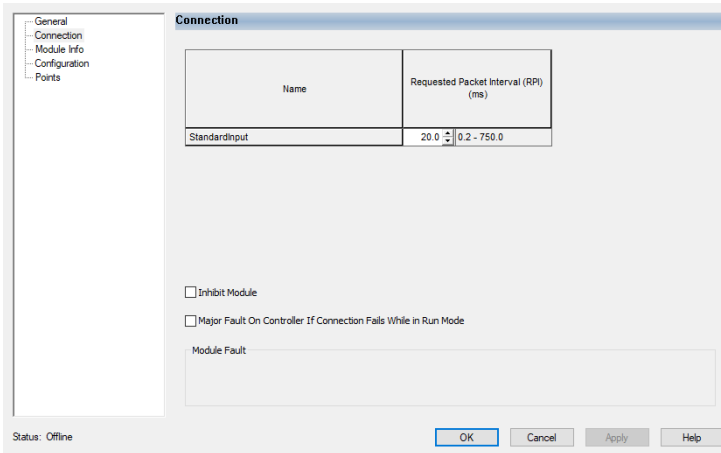 General
Connection
Module Info
Configuration
Points
Connection
Name
Requested Packet Interval (RPI)
(ms)
StandardInput
20.0
0.2 - 750.0
Inhibit Module
Major Fault On Controller If Connection Fails While in Run Mode
Module Fault
Status: Offline
OK
Cancel
Apply
Help